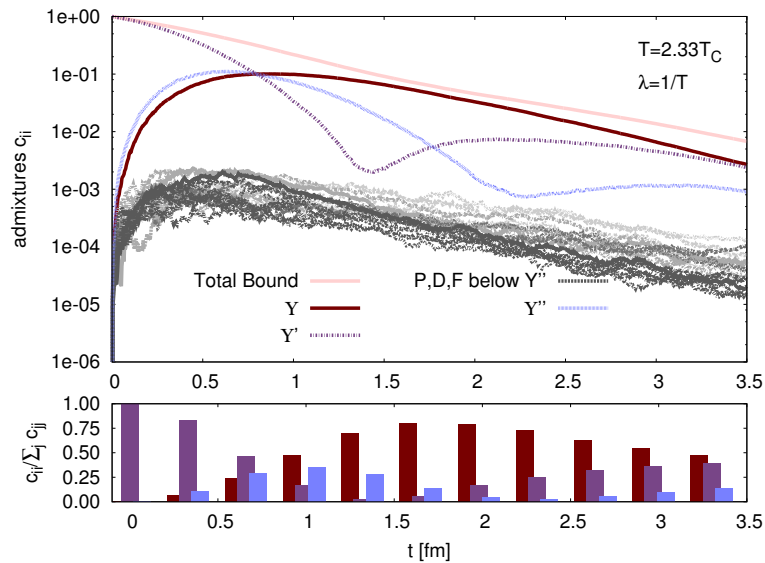 1e+00
1e-01
1e-02
1e-03
1e-04
1e-05
1e-06
admixtures c_ii
T=2.33T_C
λ=1/T
Total Bound
Υ
Υ'
P,D,F below Υ''
Υ''
0 0.5 1 1.5 2 2.5 3 3.5
1.00
0.75
0.50
0.25
0.00
c_ii/Σ_j c_jj
0 0.5 1 1.5 2 2.5 3 3.5
t [fm]